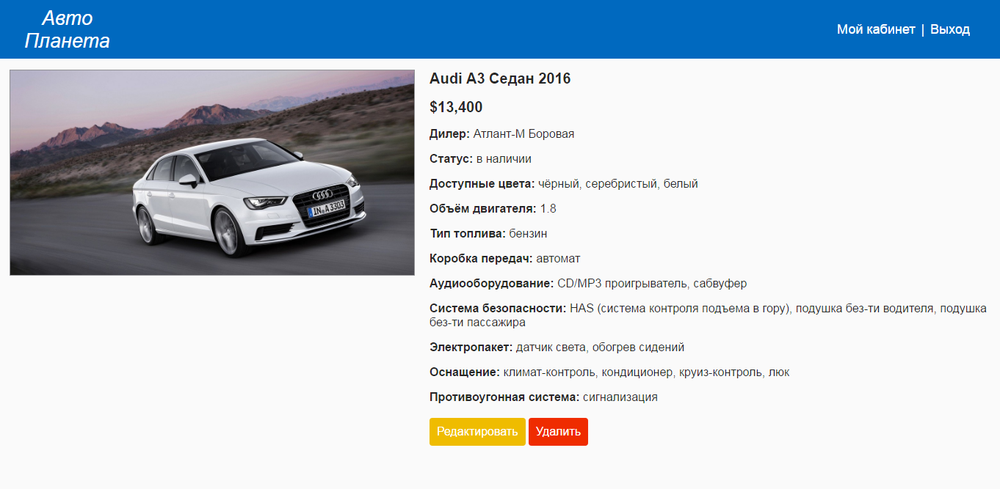 Авто
Планета
Мой кабинет | Выход
Audi A3 Седан 2016
$13,400
Дилер: Атлант-М Боровая
Статус: в наличии
Доступные цвета: чёрный, серебристый, белый
Объём двигателя: 1.8
Тип топлива: бензин
Коробка передач: автомат
Аудиооборудование: CD/MP3 проигрыватель, сабвуфер
Система безопасности: HAS (система контроля подъема в гору), подушка без-ти водителя, подушка
без-ти пассажира
Электропакет: датчик света, обогрев сидений
Оснащение: климат-контроль, кондиционер, круиз-контроль, люк
Противоугонная система: сигнализация
Редактировать Удалить
IN A 3303